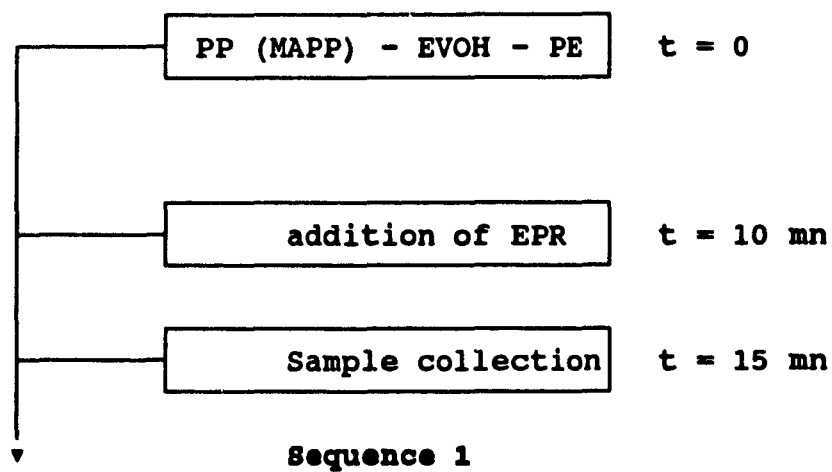 PP (MAPP) - EVOH - PE t = 0
addition of EPR t = 10 mn
Sample collection t = 15 mn
Sequence 1